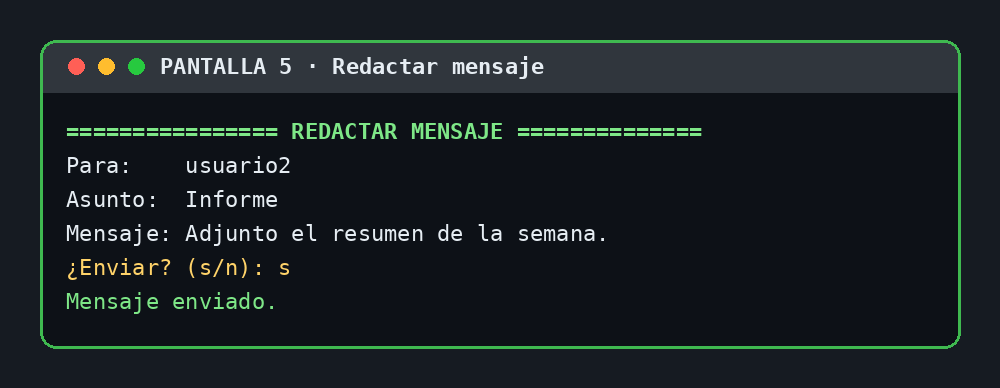 PANTALLA 5 · Redactar mensaje
================ REDACTAR MENSAJE ==============
Para:    usuario2
Asunto:  Informe
Mensaje: Adjunto el resumen de la semana.
¿Enviar? (s/n): s
Mensaje enviado.